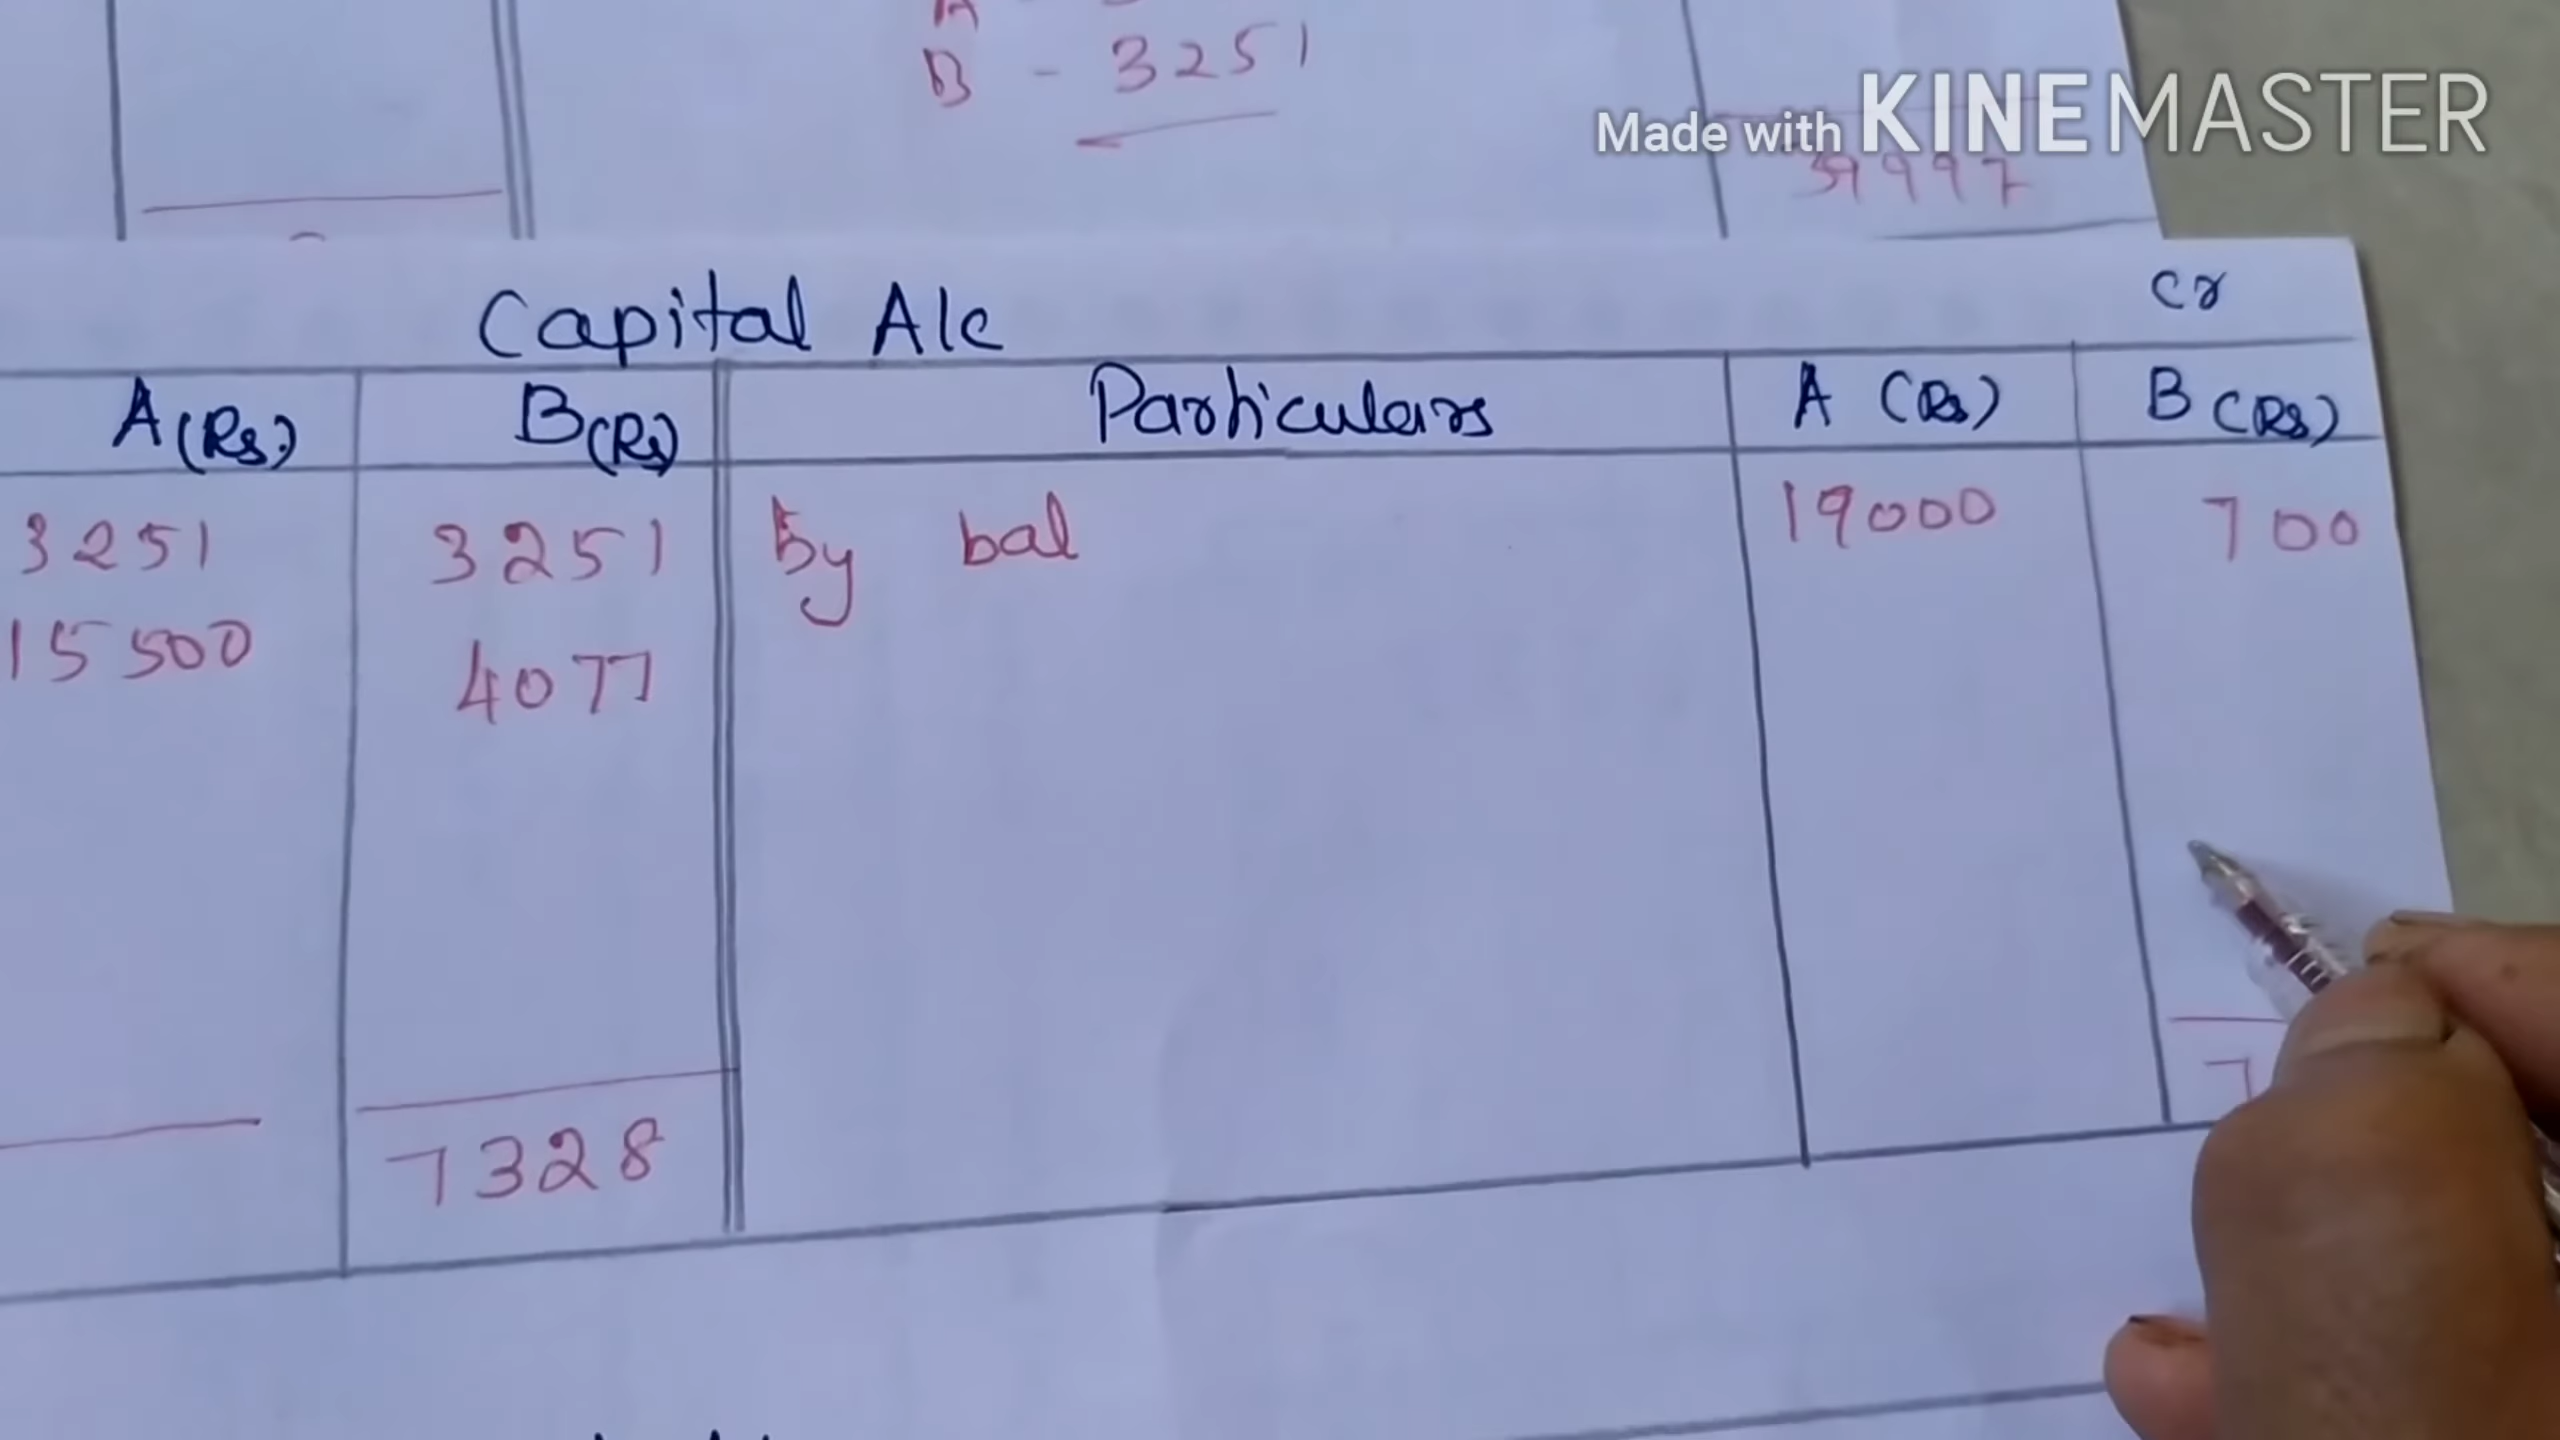 B - 3251
Made with KINEMASTER
39997
Capital A/c
Cr
A (Rs.) B (Rs) Particulars A (Rs) B (Rs)
3251 3251 By bal 19000 700
15500 4077
7328